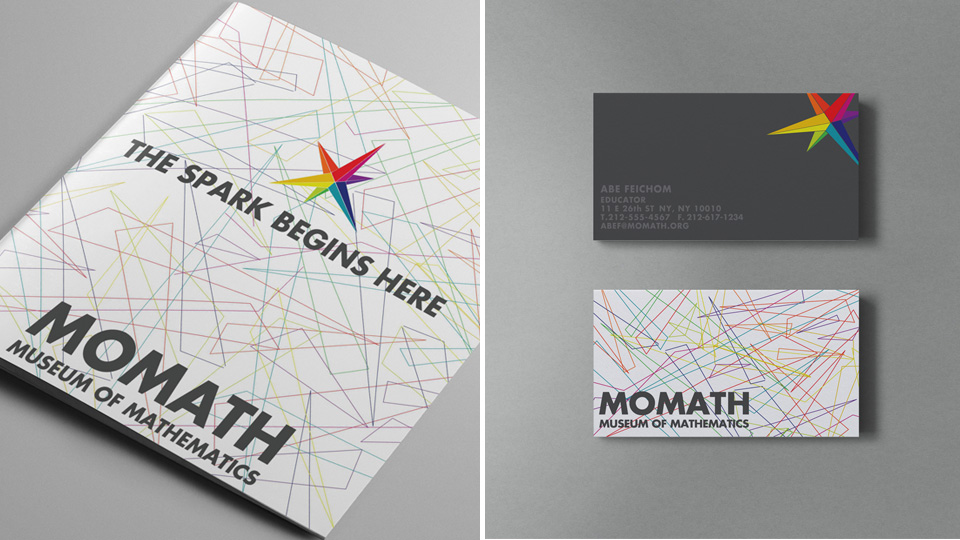 THE SPARK BEGINS HERE
MOMATH
MUSEUM OF MATHEMATICS
ABE FEICHOM
EDUCATOR
11 E 26th ST NY, NY 10010
T.212-555-4567 F. 212-617-1234
ABEF@MOMATH.ORG
MOMATH
MUSEUM OF MATHEMATICS